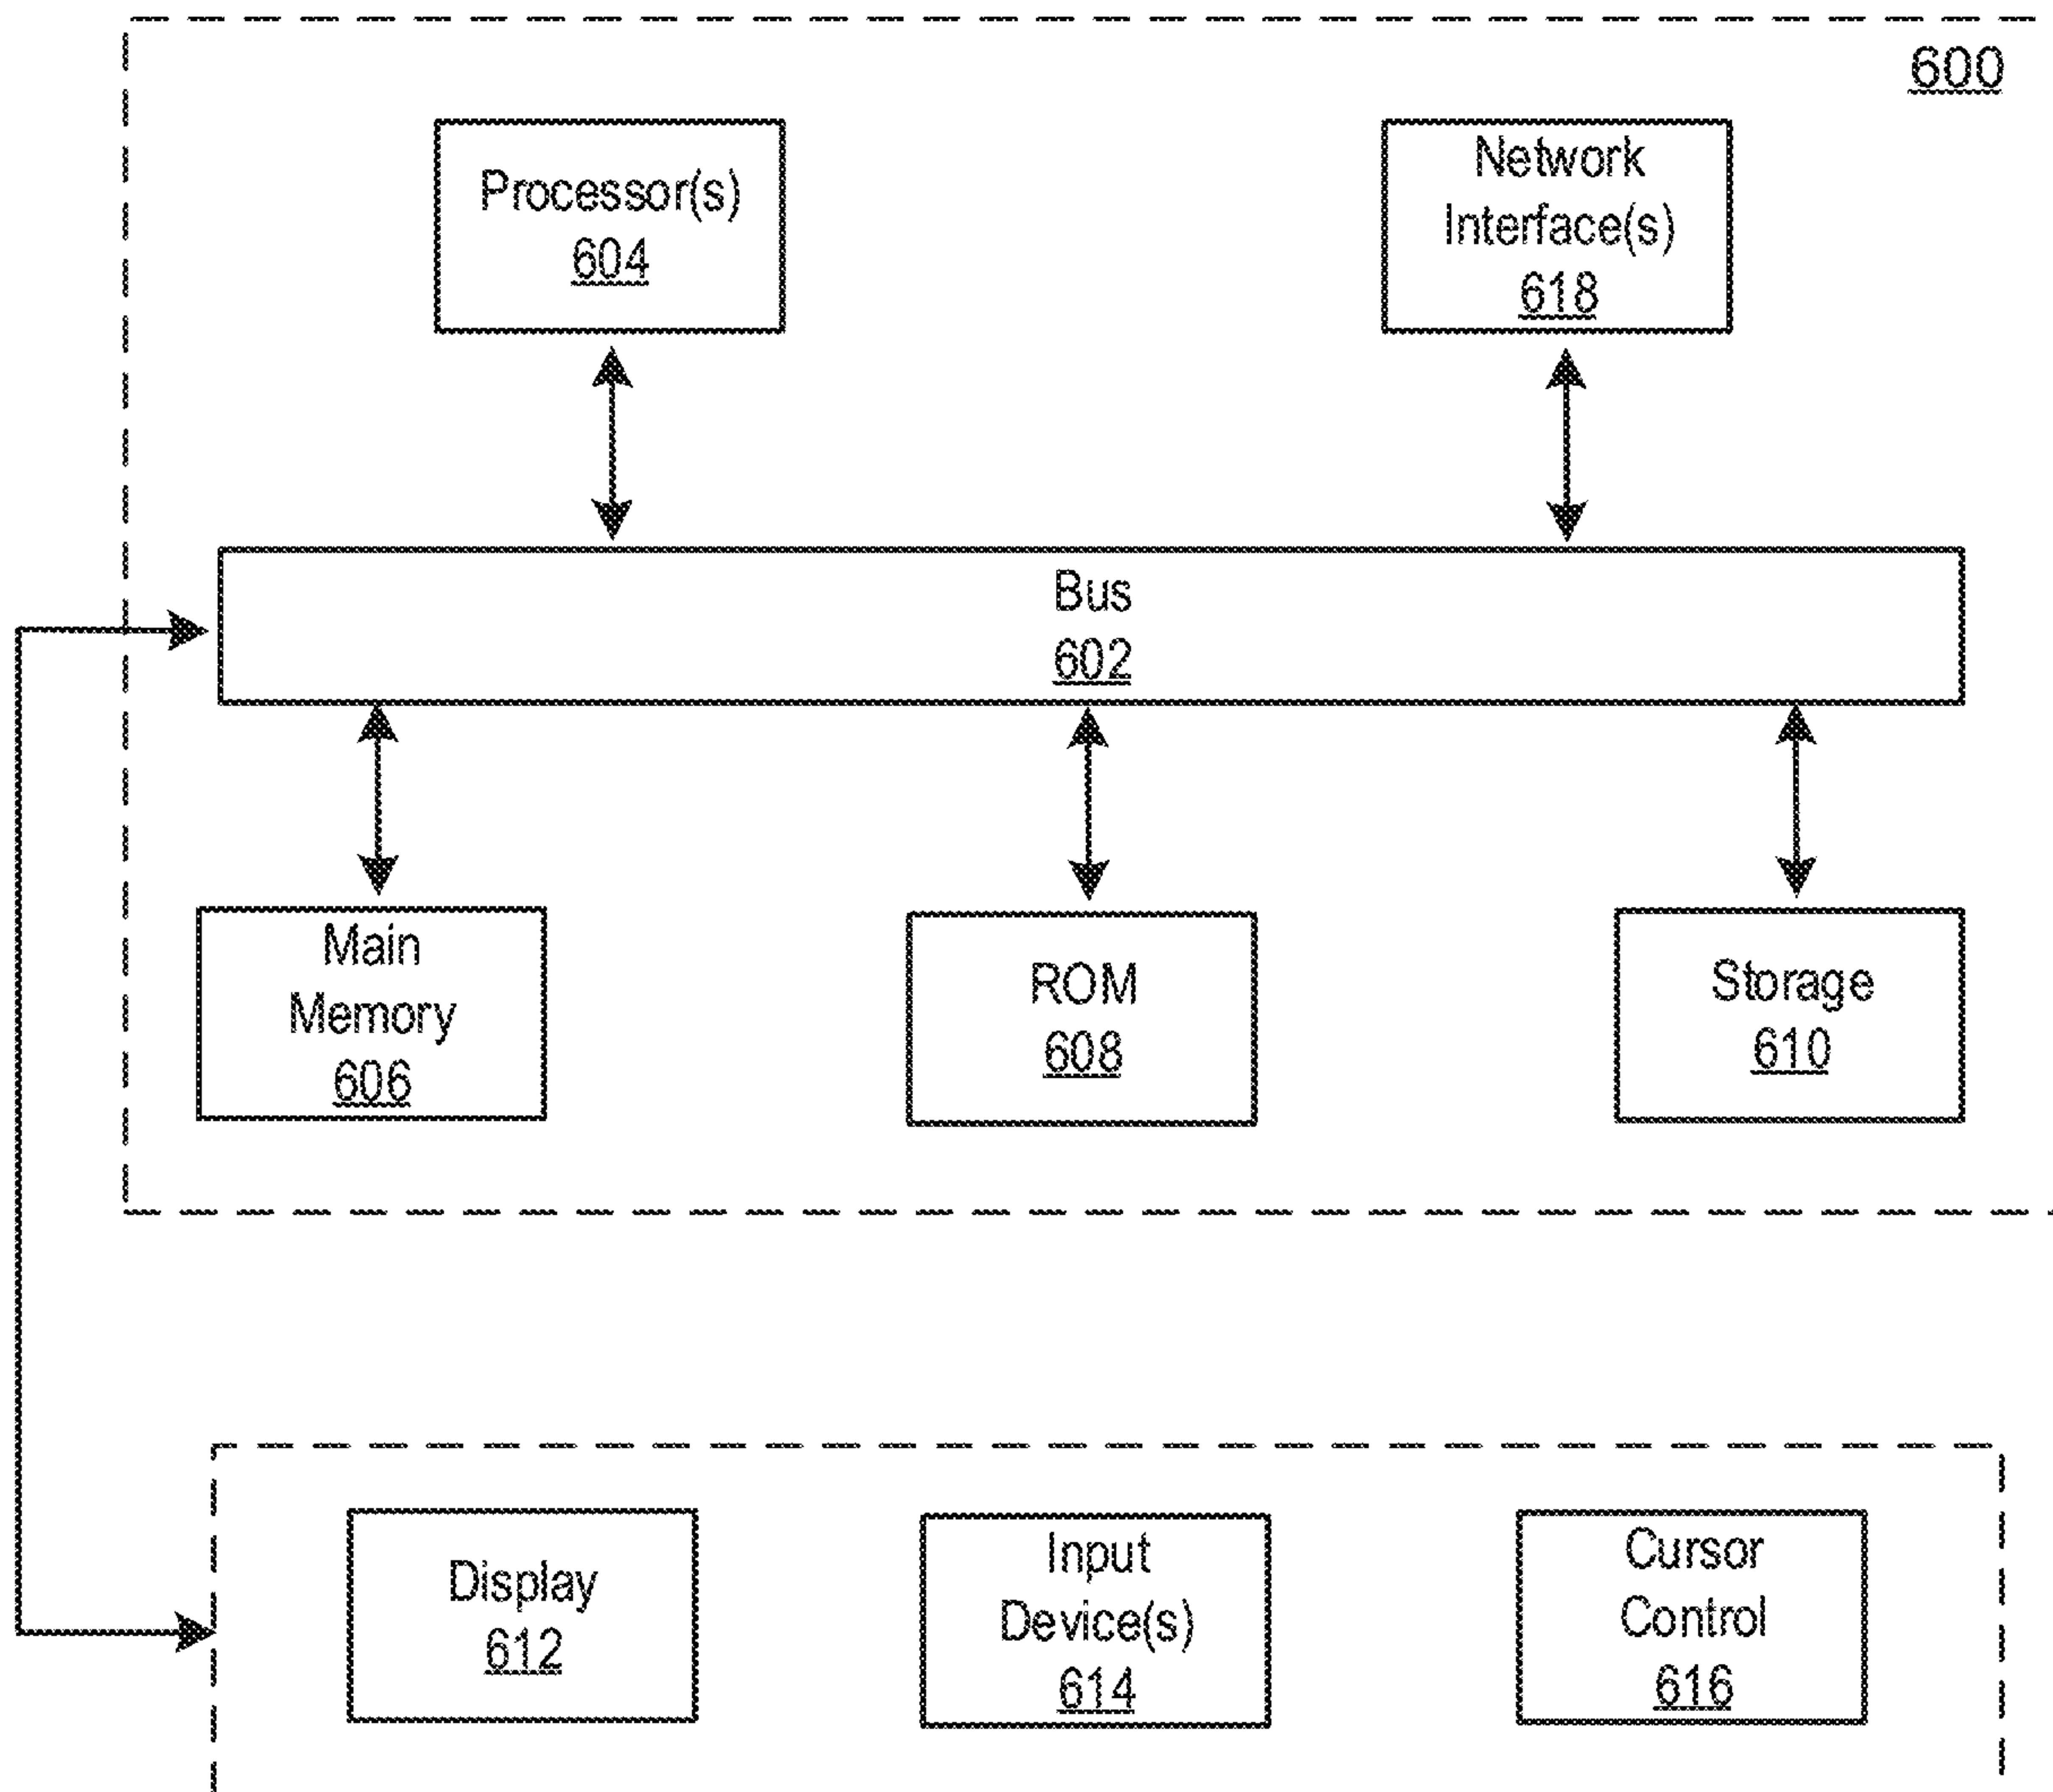 600
Processor(s)
604
Network
Interface(s)
618
Bus
602
Main
Memory
606
ROM
608
Storage
610
Display
612
Input
Device(s)
614
Cursor
Control
616